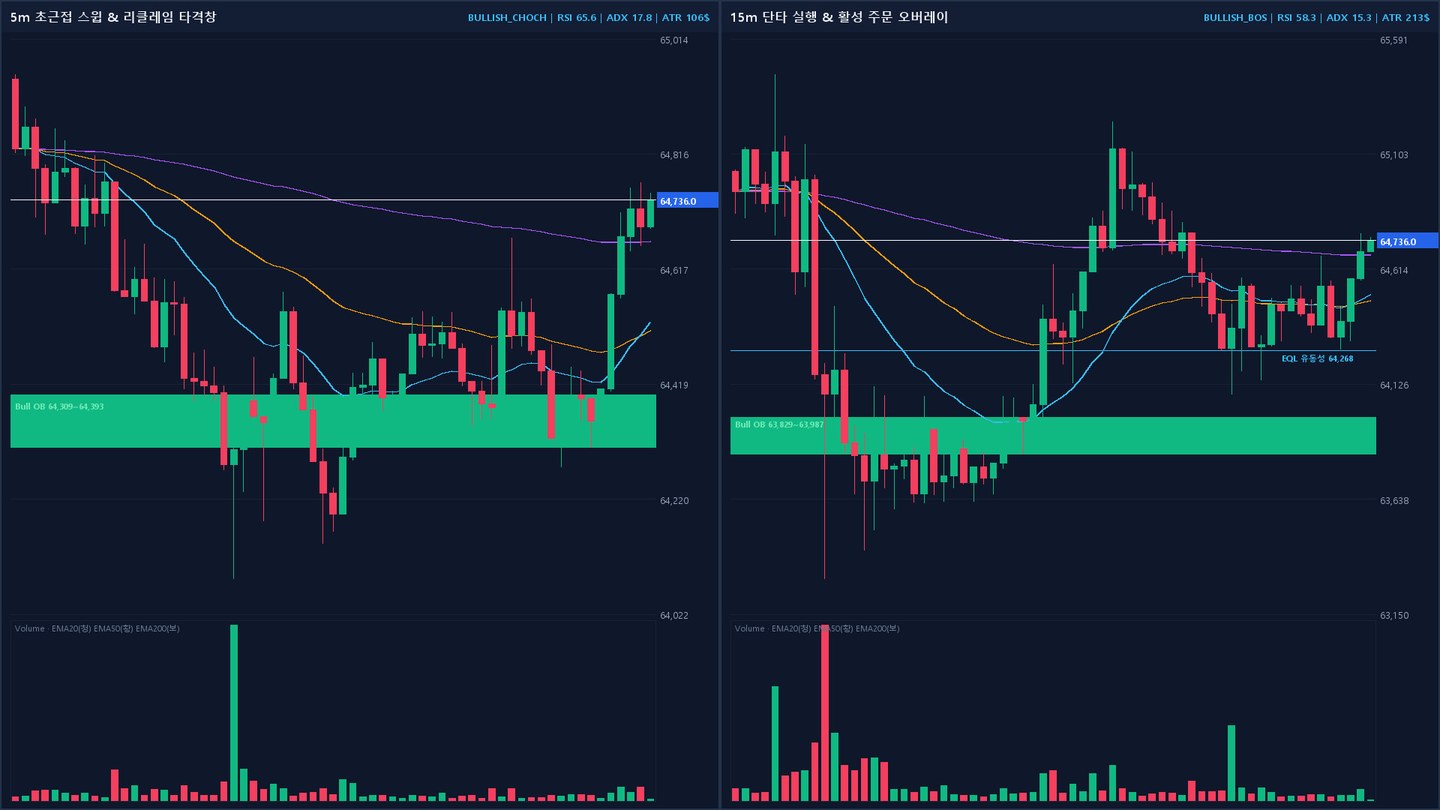 5m 초근접 스윕 & 리클레임 타격창
BULLISH_CHOCH | RSI 65.6 | ADX 17.8 | ATR 106$
65,014
64,816
64,736.0
64,617
64,419
Bull OB 64,309~64,393
64,220
64,022
Volume · EMA20(청) EMA50(황) EMA200(보)
15m 단타 실행 & 활성 주문 오버레이
BULLISH_BOS | RSI 58.3 | ADX 15.3 | ATR 213$
65,591
65,103
64,736.0
64,614
EQL 유동성 64,268
64,126
Bull OB 63,829~63,987
63,638
63,150
Volume · EMA20(청) EMA50(황) EMA200(보)